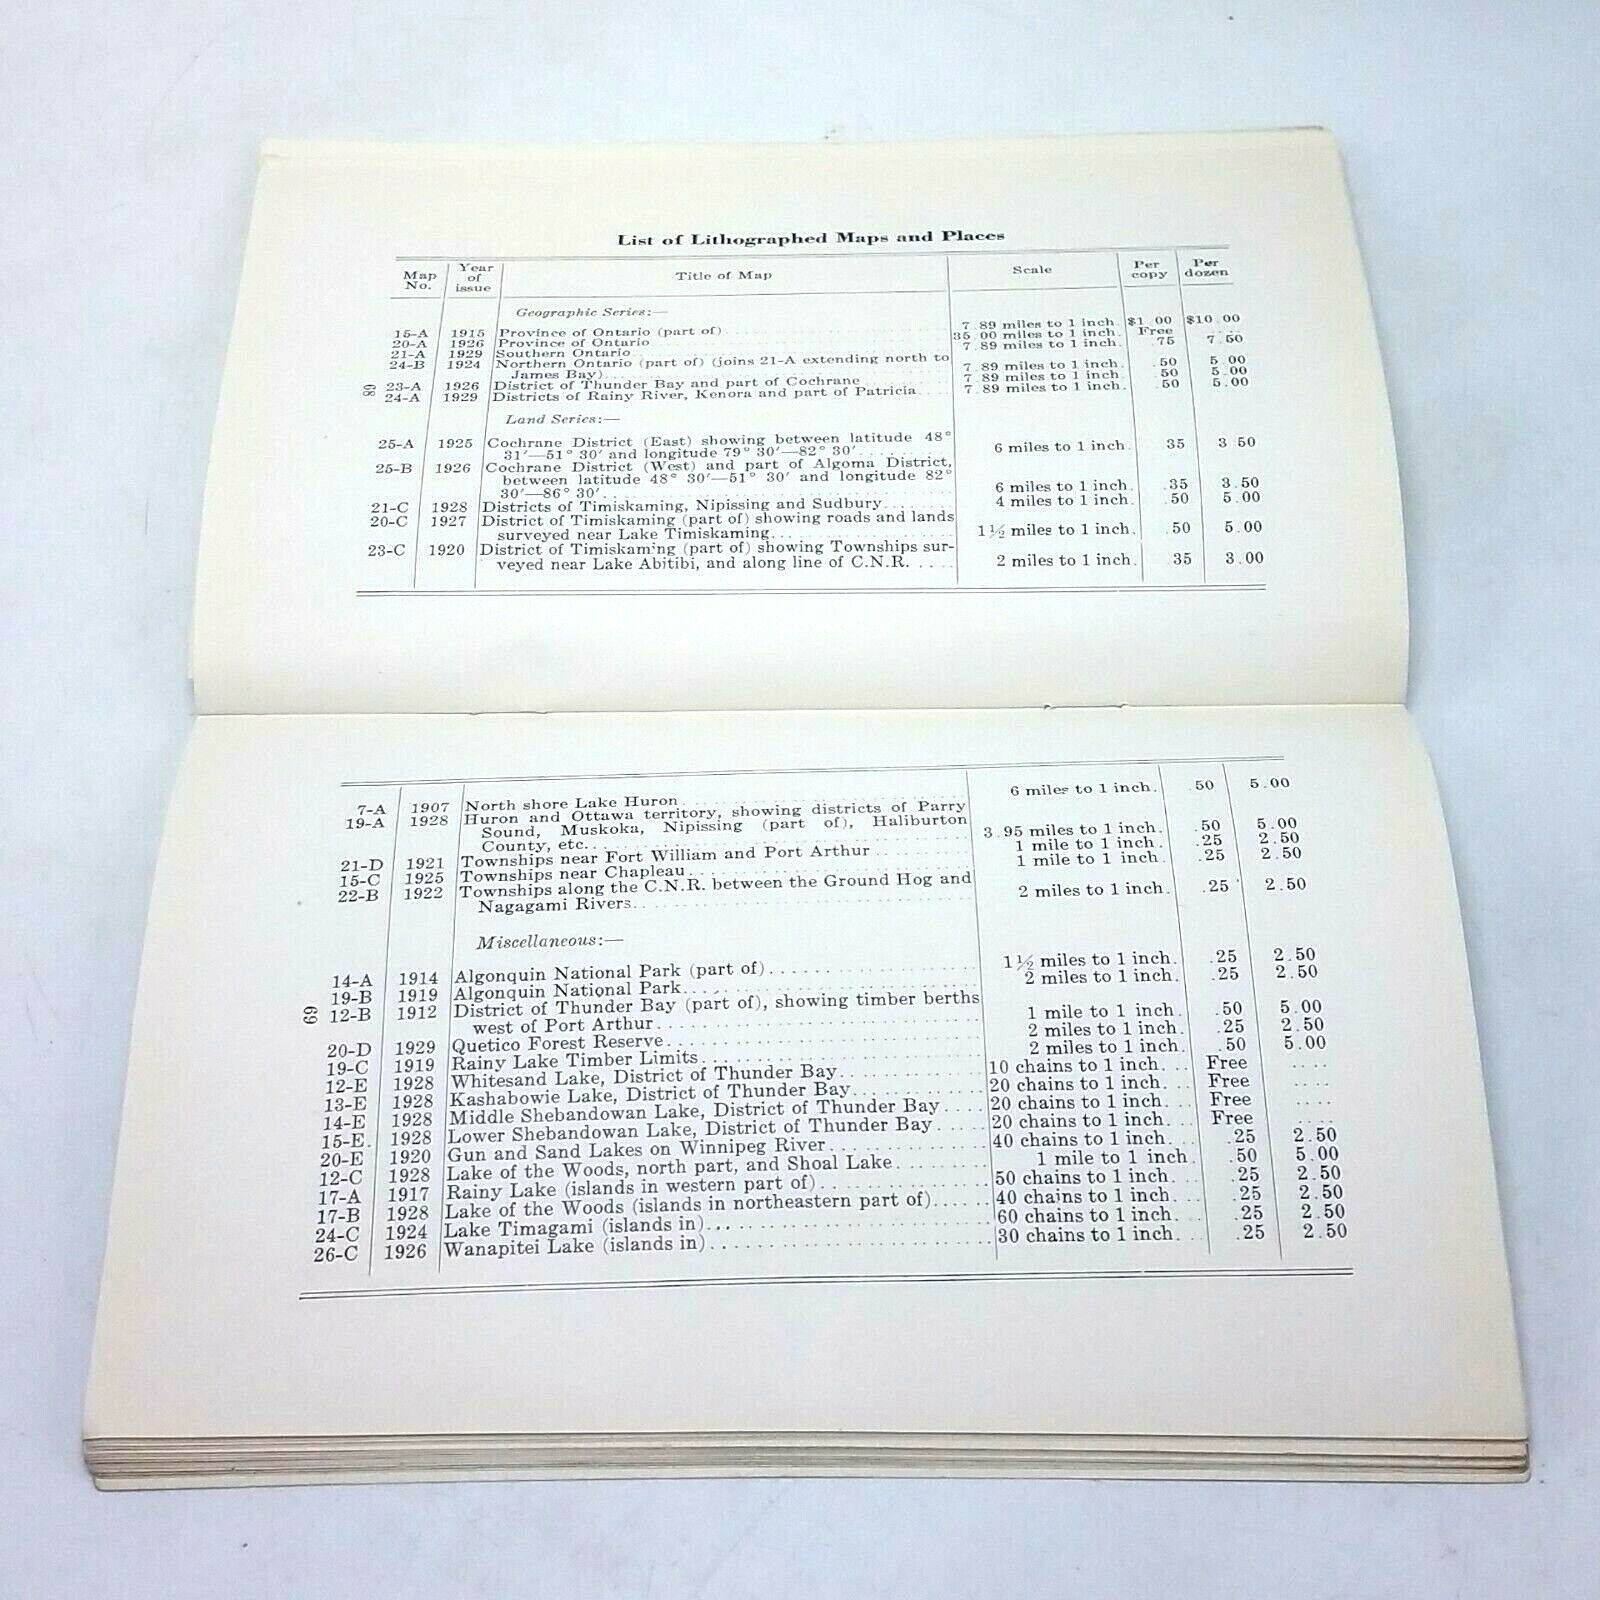 List of Lithographed Maps and Places
Map No. Year of issue Title of Map Scale Per copy Per dozen
Geographic Series:—
15-A 1915 Province of Ontario (part of) 7.89 miles to 1 inch. $1.00 $10.00
20-A 1926 Province of Ontario 35.00 miles to 1 inch. Free ....
21-A 1929 Southern Ontario 7.89 miles to 1 inch. .75 7.50
24-B 1924 Northern Ontario (part of) (joins 21-A extending north to
James Bay) 7.89 miles to 1 inch. .50 5.00
23-A 1926 District of Thunder Bay and part of Cochrane 7.89 miles to 1 inch. .50 5.00
24-A 1929 Districts of Rainy River, Kenora and part of Patricia 7.89 miles to 1 inch. .50 5.00
68
Land Series:—
25-A 1925 Cochrane District (East) showing between latitude 48°
31′—51° 30′ and longitude 79° 30′—82° 30′ 6 miles to 1 inch. 35 3.50
25-B 1926 Cochrane District (West) and part of Algoma District,
between latitude 48° 30′—51° 30′ and longitude 82°
30′—86° 30′ 6 miles to 1 inch. .35 3.50
21-C 1928 Districts of Timiskaming, Nipissing and Sudbury 4 miles to 1 inch. .50 5.00
20-C 1927 District of Timiskaming (part of) showing roads and lands
surveyed near Lake Timiskaming 1½ miles to 1 inch. .50 5.00
23-C 1920 District of Timiskaming (part of) showing Townships sur-
veyed near Lake Abitibi, and along line of C.N.R. 2 miles to 1 inch. .35 3.00
7-A 1907 North shore Lake Huron 6 miles to 1 inch. .50 5.00
19-A 1928 Huron and Ottawa territory, showing districts of Parry
Sound, Muskoka, Nipissing (part of), Haliburton
County, etc. 3.95 miles to 1 inch. .50 5.00
21-D 1921 Townships near Fort William and Port Arthur 1 mile to 1 inch. .25 2.50
15-C 1925 Townships near Chapleau 1 mile to 1 inch. .25 2.50
22-B 1922 Townships along the C.N.R. between the Ground Hog and
Nagagami Rivers 2 miles to 1 inch. .25 2.50
Miscellaneous:—
14-A 1914 Algonquin National Park (part of) 1½ miles to 1 inch. .25 2.50
19-B 1919 Algonquin National Park 2 miles to 1 inch. .25 2.50
12-B 1912 District of Thunder Bay (part of), showing timber berths
west of Port Arthur 1 mile to 1 inch. .50 5.00
69
20-D 1929 Quetico Forest Reserve 2 miles to 1 inch. .25 2.50
19-C 1919 Rainy Lake Timber Limits 2 miles to 1 inch. .50 5.00
12-E 1928 Whitesand Lake, District of Thunder Bay 10 chains to 1 inch. Free ....
13-E 1928 Kashabowie Lake, District of Thunder Bay 20 chains to 1 inch. Free ....
14-E 1928 Middle Shebandowan Lake, District of Thunder Bay 20 chains to 1 inch. Free ....
15-E. 1928 Lower Shebandowan Lake, District of Thunder Bay 20 chains to 1 inch. Free ....
20-E 1920 Gun and Sand Lakes on Winnipeg River 40 chains to 1 inch. .25 2.50
12-C 1928 Lake of the Woods, north part, and Shoal Lake 1 mile to 1 inch. .50 5.00
17-A 1917 Rainy Lake (islands in western part of) 50 chains to 1 inch. .25 2.50
17-B 1928 Lake of the Woods (islands in northeastern part of) 40 chains to 1 inch. .25 2.50
24-C 1924 Lake Timagami (islands in) 60 chains to 1 inch. .25 2.50
26-C 1926 Wanapitei Lake (islands in) 30 chains to 1 inch. .25 2.50